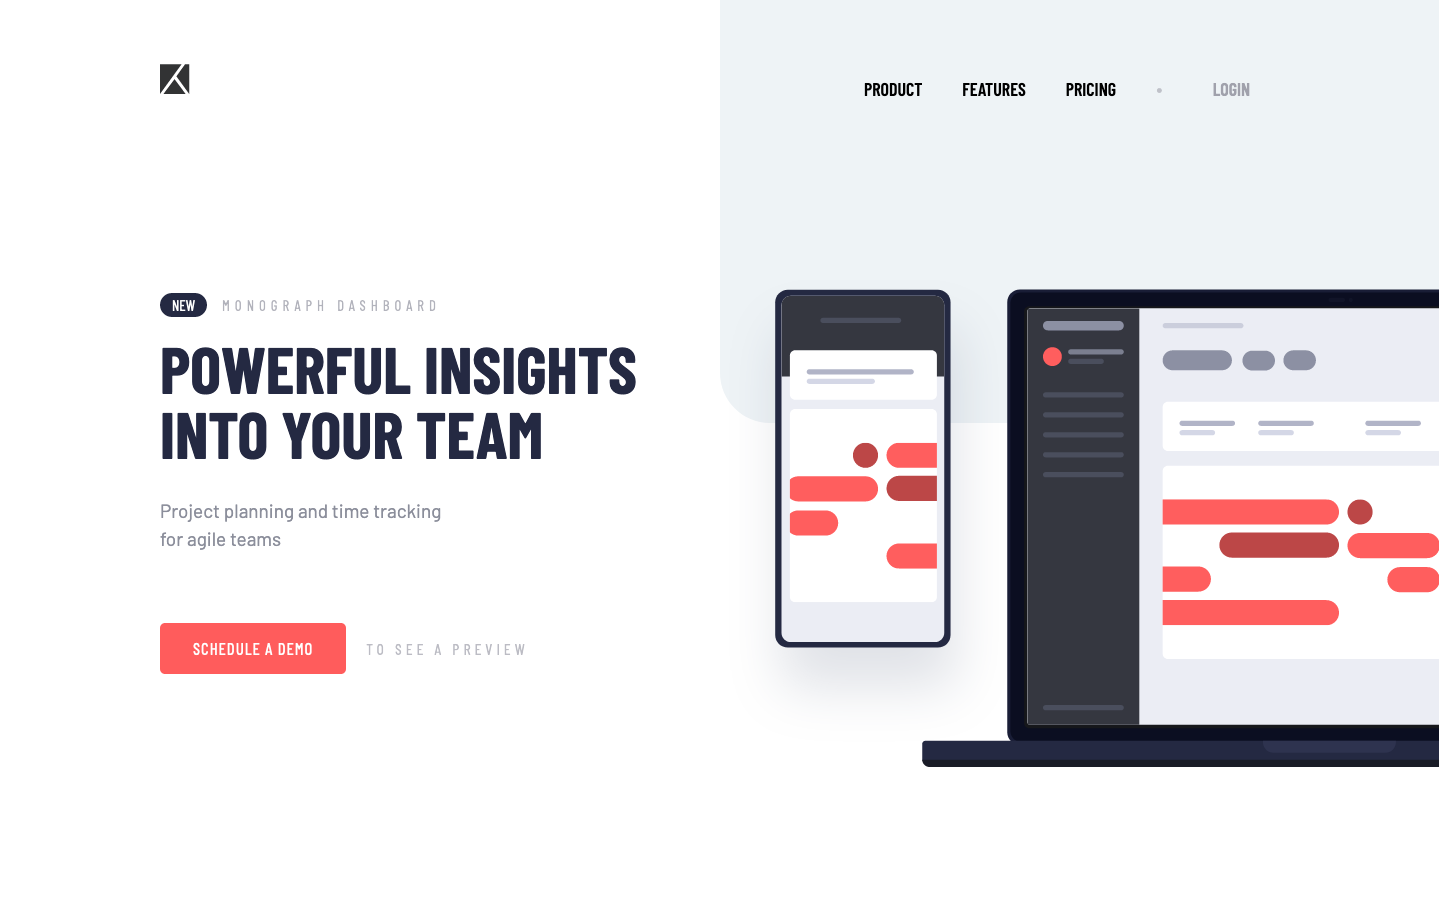 PRODUCT FEATURES PRICING • LOGIN
NEW MONOGRAPH DASHBOARD
POWERFUL INSIGHTS
INTO YOUR TEAM
Project planning and time tracking
for agile teams
SCHEDULE A DEMO TO SEE A PREVIEW